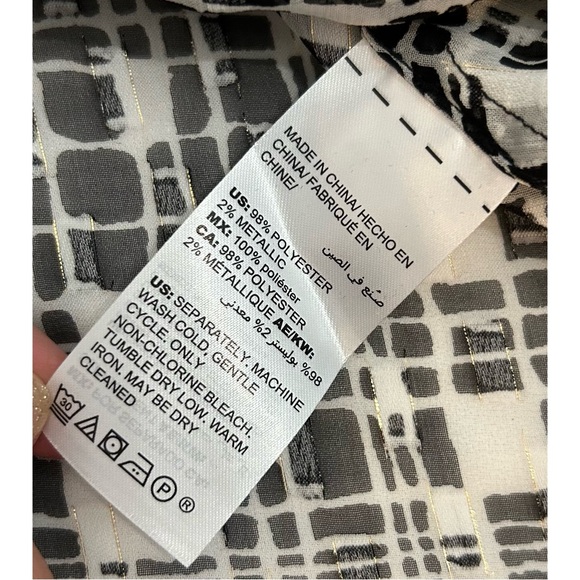 MADE IN CHINA/ HECHO EN
CHINA/ FABRIQUÉ EN
CHINE/
صنع في الصين
US: 98% POLYESTER
2% METALLIC
MX: 100% poliéster
CA: 98% POLYESTER
2% METALLIQUE AE/KW:
98% بوليستر 2% معدني
US: SEPARATELY. MACHINE
WASH COLD, GENTLE
CYCLE. ONLY
NON-CHLORINE BLEACH.
TUMBLE DRY LOW. WARM
IRON. MAY BE DRY
CLEANED
30 P ®